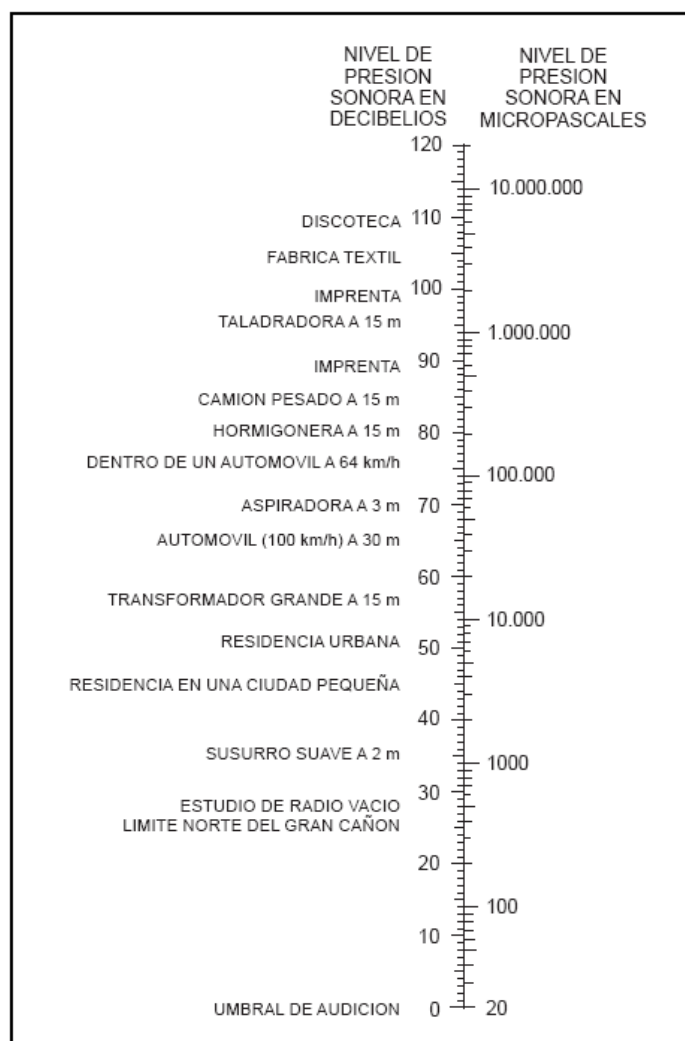 NIVEL DE
PRESION
SONORA EN
DECIBELIOS
NIVEL DE
PRESION
SONORA EN
MICROPASCALES
120
10.000.000
DISCOTECA
110
FABRICA TEXTIL
IMPRENTA
100
TALADRADORA A 15 m
1.000.000
IMPRENTA
90
CAMION PESADO A 15 m
HORMIGONERA A 15 m
80
DENTRO DE UN AUTOMOVIL A 64 km/h
100.000
ASPIRADORA A 3 m
70
AUTOMOVIL (100 km/h) A 30 m
60
TRANSFORMADOR GRANDE A 15 m
10.000
RESIDENCIA URBANA
50
RESIDENCIA EN UNA CIUDAD PEQUEÑA
40
SUSURRO SUAVE A 2 m
1000
30
ESTUDIO DE RADIO VACIO
LIMITE NORTE DEL GRAN CAÑON
20
100
10
UMBRAL DE AUDICION
0
20